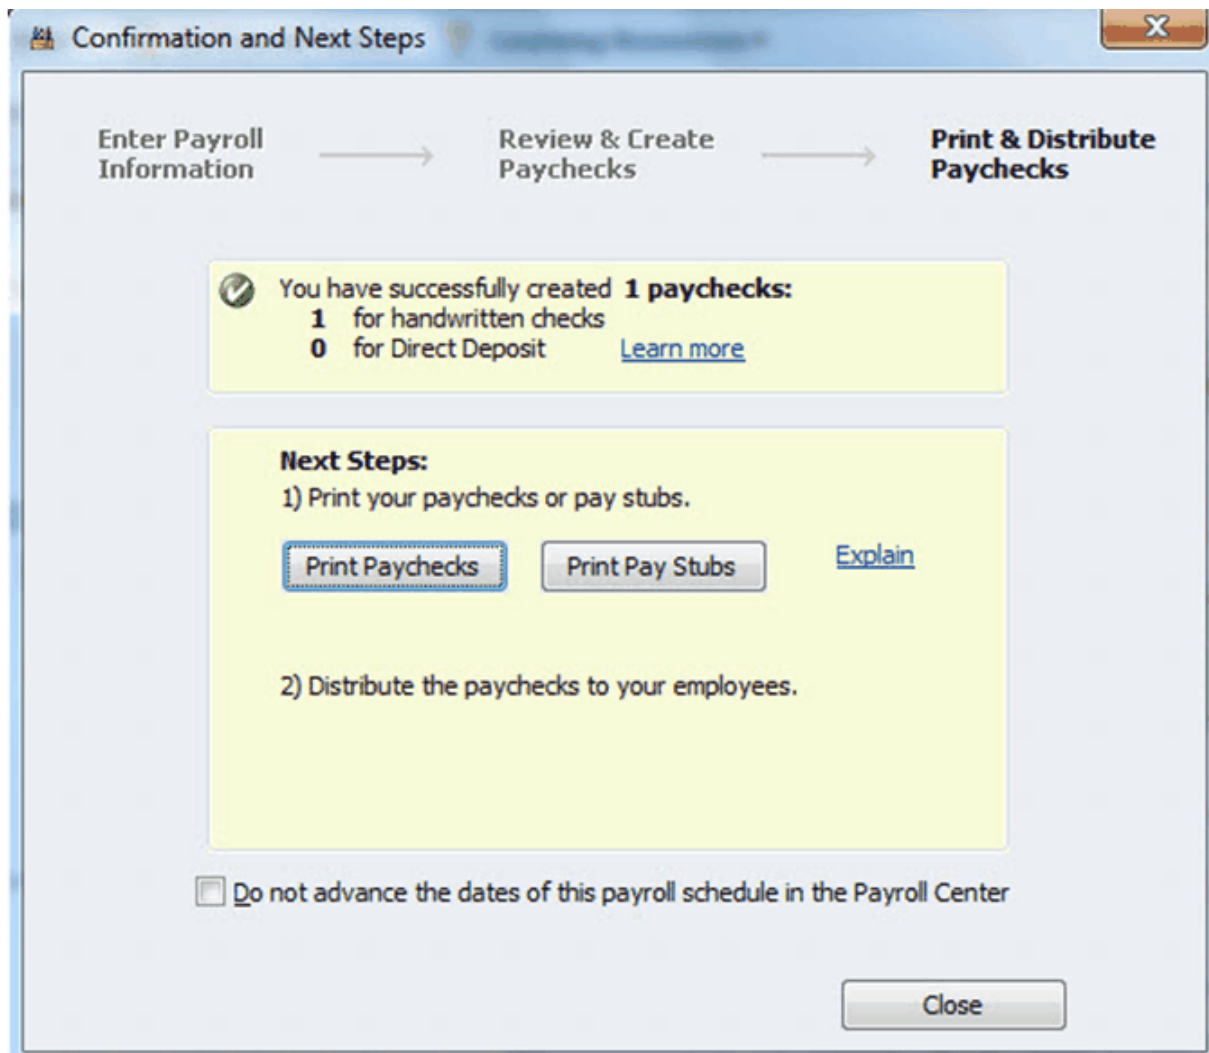 Confirmation and Next Steps
Enter Payroll
Information
Review & Create
Paychecks
Print & Distribute
Paychecks
You have successfully created 1 paychecks:
1 for handwritten checks
0 for Direct Deposit Learn more
Next Steps:
1) Print your paychecks or pay stubs.
Print Paychecks Print Pay Stubs Explain
2) Distribute the paychecks to your employees.
Do not advance the dates of this payroll schedule in the Payroll Center
Close